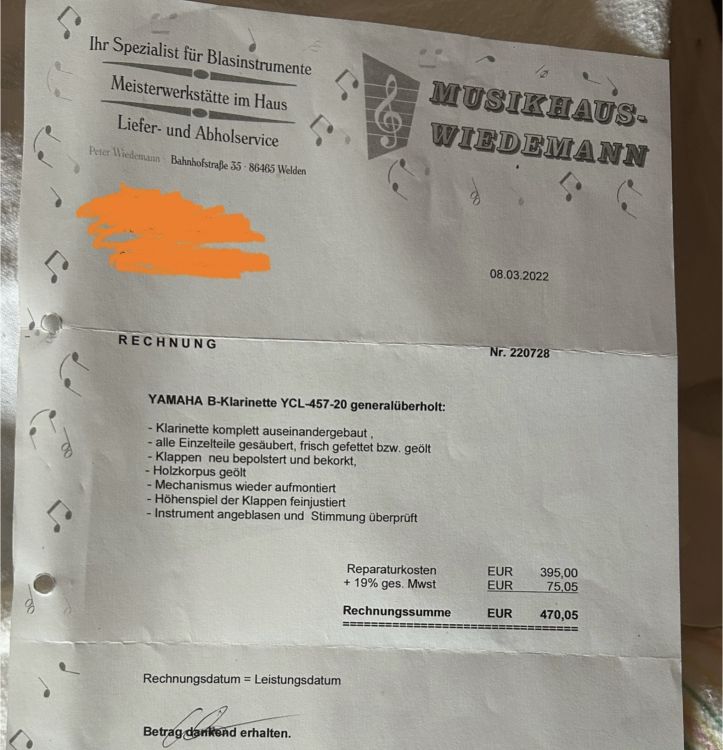 Ihr Spezialist für Blasinstrumente
Meisterwerkstätte im Haus
Liefer- und Abholservice
Peter Wiedemann · Bahnhofstraße 35 · 86465 Welden
MUSIKHAUS-
WIEDEMANN
08.03.2022
RECHNUNG
Nr. 220728
YAMAHA B-Klarinette YCL-457-20 generalüberholt:
- Klarinette komplett auseinandergebaut ,
- alle Einzelteile gesäubert, frisch gefettet bzw. geölt
- Klappen neu bepolstert und bekorkt,
- Holzkorpus geölt
- Mechanismus wieder aufmontiert
- Höhenspiel der Klappen feinjustiert
- Instrument angeblasen und Stimmung überprüft
Reparaturkosten EUR 395,00
+ 19% ges. Mwst EUR 75,05
Rechnungssumme EUR 470,05
Rechnungsdatum = Leistungsdatum
Betrag dankend erhalten.